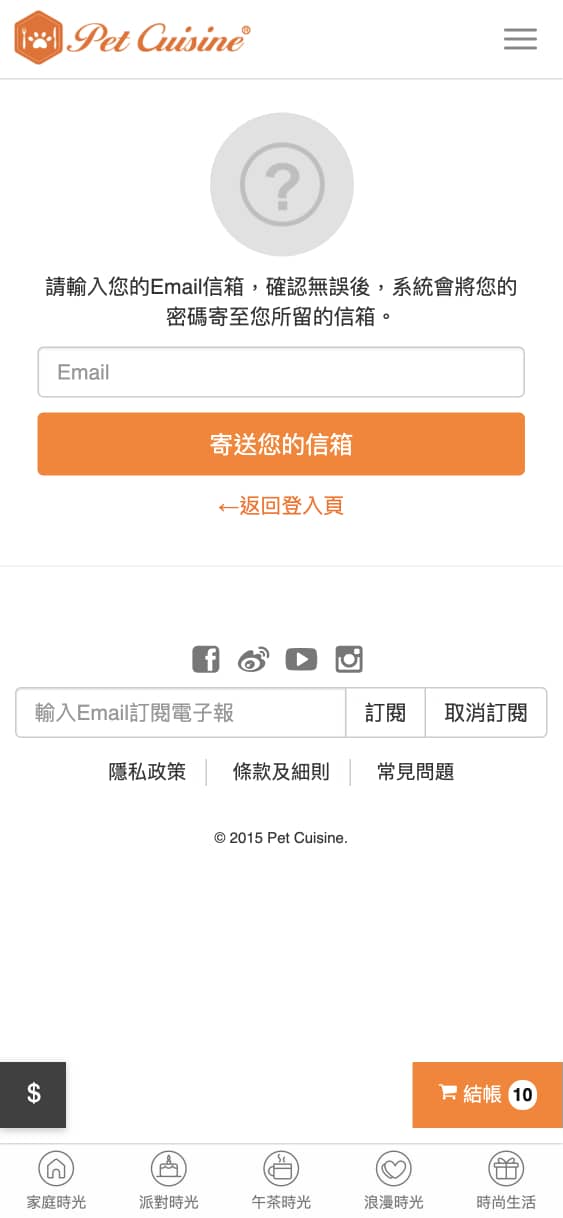 Pet Cuisine®
請輸入您的Email信箱，確認無誤後，系統會將您的
密碼寄至您所留的信箱。
Email
寄送您的信箱
←返回登入頁
輸入Email訂閱電子報 訂閱 取消訂閱
隱私政策 條款及細則 常見問題
© 2015 Pet Cuisine.
$ 結帳 10
家庭時光 派對時光 午茶時光 浪漫時光 時尚生活